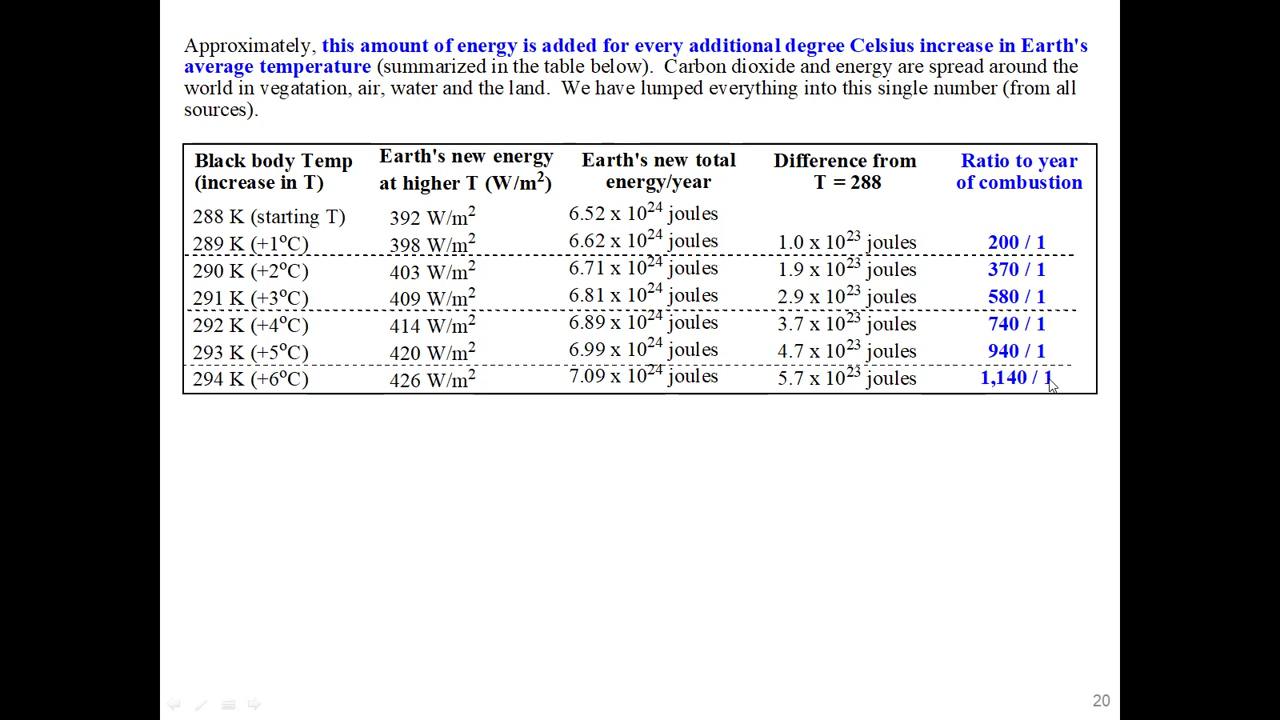 Approximately, this amount of energy is added for every additional degree Celsius increase in Earth's
average temperature (summarized in the table below).  Carbon dioxide and energy are spread around the
world in vegatation, air, water and the land.  We have lumped everything into this single number (from all
sources).
Black body Temp (increase in T) | Earth's new energy at higher T (W/m²) | Earth's new total energy/year | Difference from T = 288 | Ratio to year of combustion
288 K (starting T) | 392 W/m² | 6.52 x 10²⁴ joules
289 K (+1°C) | 398 W/m² | 6.62 x 10²⁴ joules | 1.0 x 10²³ joules | 200 / 1
290 K (+2°C) | 403 W/m² | 6.71 x 10²⁴ joules | 1.9 x 10²³ joules | 370 / 1
291 K (+3°C) | 409 W/m² | 6.81 x 10²⁴ joules | 2.9 x 10²³ joules | 580 / 1
292 K (+4°C) | 414 W/m² | 6.89 x 10²⁴ joules | 3.7 x 10²³ joules | 740 / 1
293 K (+5°C) | 420 W/m² | 6.99 x 10²⁴ joules | 4.7 x 10²³ joules | 940 / 1
294 K (+6°C) | 426 W/m² | 7.09 x 10²⁴ joules | 5.7 x 10²³ joules | 1,140 / 1
20